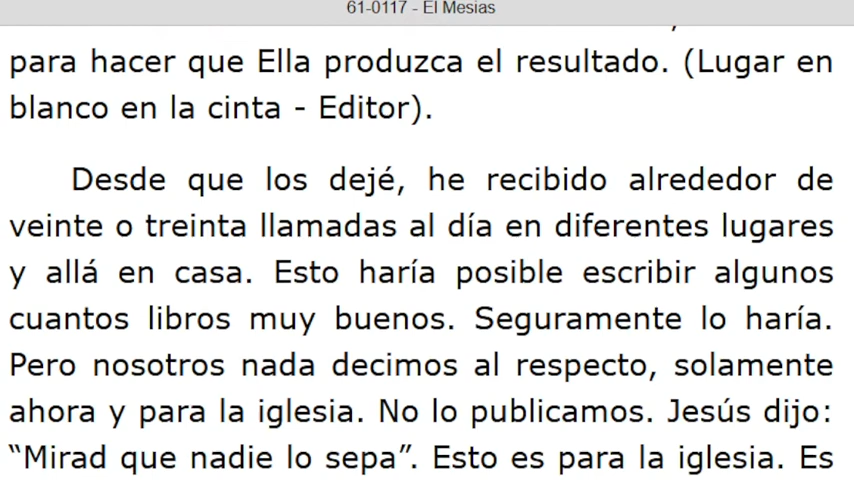 61-0117 - El Mesias
para hacer que Ella produzca el resultado. (Lugar en
blanco en la cinta - Editor).
Desde que los dejé, he recibido alrededor de
veinte o treinta llamadas al día en diferentes lugares
y allá en casa. Esto haría posible escribir algunos
cuantos libros muy buenos. Seguramente lo haría.
Pero nosotros nada decimos al respecto, solamente
ahora y para la iglesia. No lo publicamos. Jesús dijo:
“Mirad que nadie lo sepa”. Esto es para la iglesia. Es